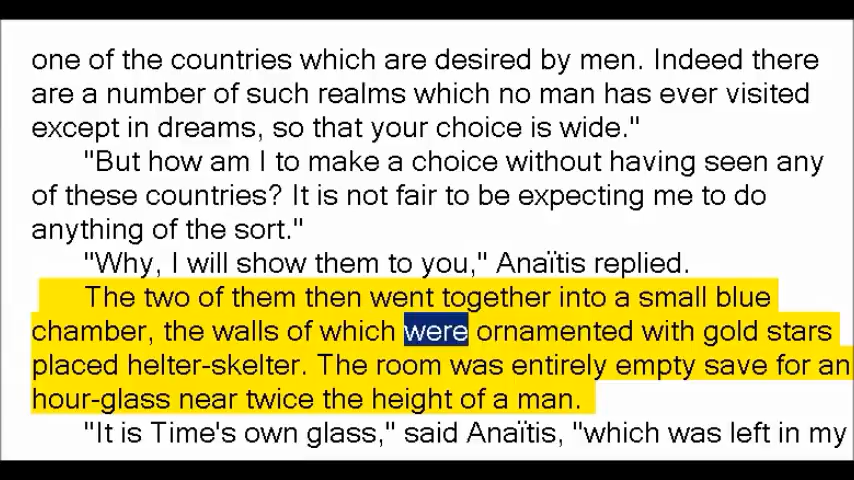 one of the countries which are desired by men. Indeed there
are a number of such realms which no man has ever visited
except in dreams, so that your choice is wide."
"But how am I to make a choice without having seen any
of these countries? It is not fair to be expecting me to do
anything of the sort."
"Why, I will show them to you," Anaïtis replied.
The two of them then went together into a small blue
chamber, the walls of which were ornamented with gold stars
placed helter-skelter. The room was entirely empty save for an
hour-glass near twice the height of a man.
"It is Time's own glass," said Anaïtis, "which was left in my